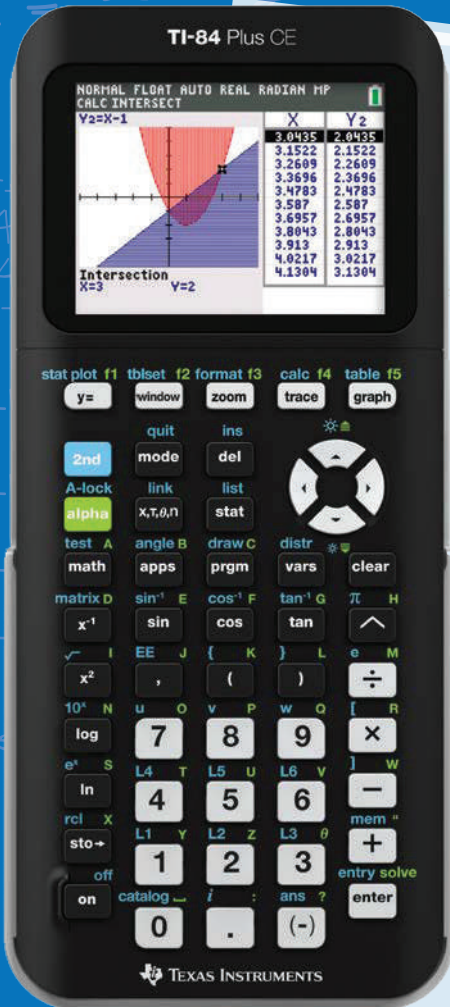 TI-84 Plus CE
NORMAL FLOAT AUTO REAL RADIAN MP
CALC INTERSECT
Y2=X-1
X Y2
3.0435 2.0435
3.1522 2.1522
3.2609 2.2609
3.3696 2.3696
3.4783 2.4783
3.587 2.587
3.6957 2.6957
3.8043 2.8043
3.913 2.913
4.0217 3.0217
4.1304 3.1304
Intersection
X=3 Y=2
stat plot f1 tblset f2 format f3 calc f4 table f5
y= window zoom trace graph
quit ins
2nd mode del
A-lock link list
alpha X,T,θ,n stat
test A angle B draw C distr
math apps prgm vars clear
matrix D sin⁻¹ E cos⁻¹ F tan⁻¹ G π H
x⁻¹ sin cos tan ^
√ I EE J { K } L e M
x² , ( ) ÷
10ˣ N u O v P w Q [ R
log 7 8 9 ×
eˣ S L4 T L5 U L6 V ] W
ln 4 5 6 −
rcl X L1 Y L2 Z L3 θ mem "
sto→ 1 2 3 +
off catalog ⎵ i : ans ? entry solve
on 0 . (-) enter
TEXAS INSTRUMENTS